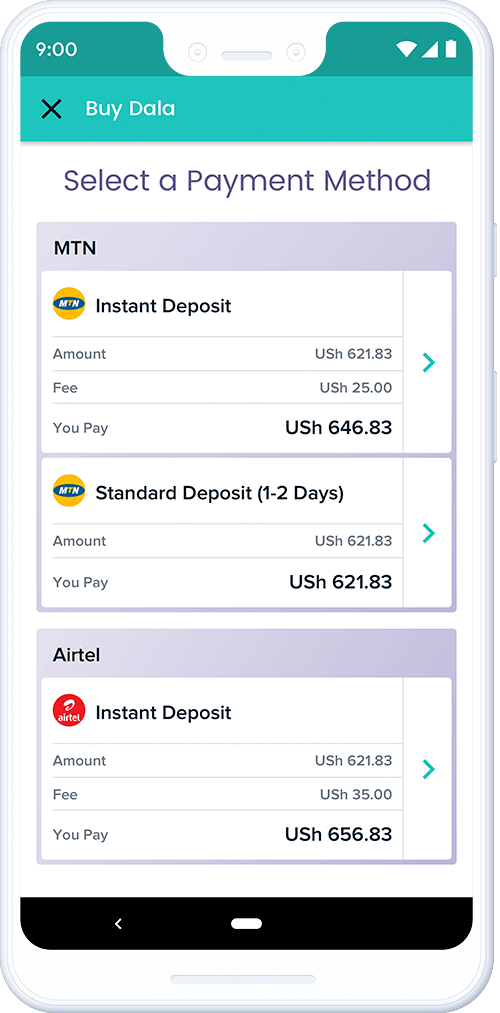 9:00
Buy Dala
Select a Payment Method
MTN
MTN Instant Deposit
Amount USh 621.83
Fee USh 25.00
You Pay USh 646.83
MTN Standard Deposit (1-2 Days)
Amount USh 621.83
You Pay USh 621.83
Airtel
airtel Instant Deposit
Amount USh 621.83
Fee USh 35.00
You Pay USh 656.83